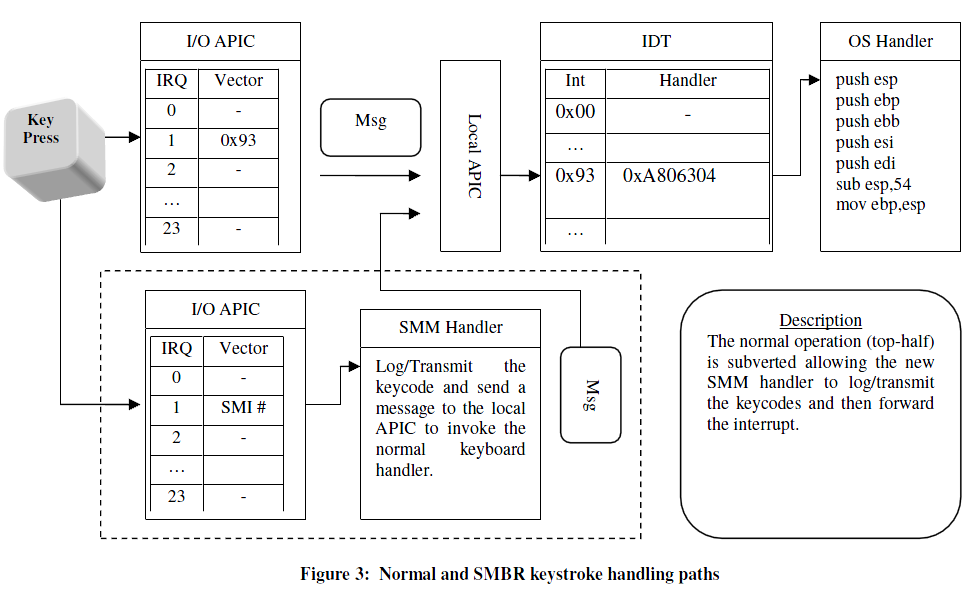 I/O APIC
IRQ Vector
0 -
1 0x93
2 -
...
23 -
Key
Press
Msg
Local APIC
IDT
Int Handler
0x00 -
...
0x93 0xA806304
...
OS Handler
push esp
push ebp
push ebb
push esi
push edi
sub esp,54
mov ebp,esp
I/O APIC
IRQ Vector
0 -
1 SMI #
2 -
...
23 -
SMM Handler
Log/Transmit the
keycode and send a
message to the local
APIC to invoke the
normal keyboard
handler.
Msg
Description
The normal operation (top-half)
is subverted allowing the new
SMM handler to log/transmit
the keycodes and then forward
the interrupt.
Figure 3: Normal and SMBR keystroke handling paths